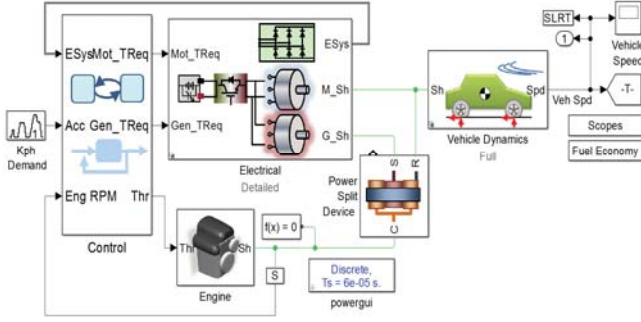 SLRT
1
Vehicle
Speed
ESys Mot_TReq
Mot_TReq
ESys
M_Sh
Sh
Spd
Veh Spd
-T-
Kph
Demand
Acc Gen_TReq
Gen_TReq
G_Sh
Vehicle Dynamics
Full
Scopes
Fuel Economy
Electrical
Detailed
S
R
Power
Split
Device
C
Eng RPM
Thr
Control
Thr
Sh
Engine
f(x) = 0
S
Discrete,
Ts = 6e-05 s.
powergui